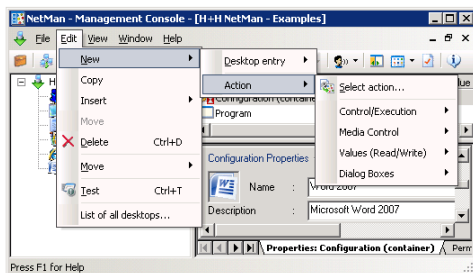 NetMan - Management Console - [H+H NetMan - Examples]
File Edit View Window Help
New
Copy
Insert
Move
Delete Ctrl+D
Move
Test Ctrl+T
List of all desktops...
Desktop entry
Action
Select action...
Control/Execution
Media Control
Values (Read/Write)
Dialog Boxes
H
lue
Configuration (container
Program
Configuration Properties
Name : Word 2007
Description : Microsoft Word 2007
Properties: Configuration (container) Perm
Press F1 for Help